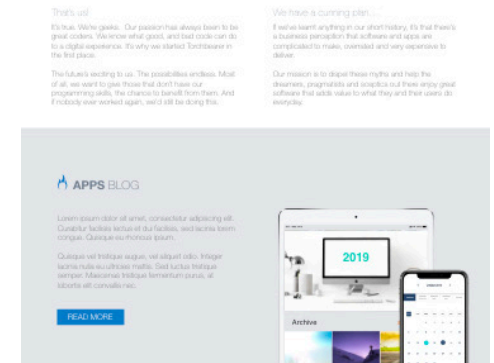 That's us!
It's true. We're geeks. Our passion has always been to be
great coders. We know what good, and bad code can do
to a digital experience. It's why we started Torchbearer in
the first place.
The future's exciting to us. The possibilities endless. Most
of all, we want to give those that don't have our
programming skills, the chance to benefit from them. And
if nobody ever worked again, we'd still be doing this.
We have a cunning plan...
If we've learnt anything in our short history, it's that there's
a business perception that software and apps are
complicated to make, overrated and very expensive to
deliver.
Our mission is to dispel these myths and help the
dreamers, pragmatists and sceptics out there enjoy great
software that adds value to what they and their users do
everyday.
APPS BLOG
Lorem ipsum dolor sit amet, consectetur adipiscing elit.
Curabitur facilisis lectus et dui facilisis, sed lacinia lorem
congue. Quisque eu rhoncus ipsum.
Quisque vel tristique augue, vel aliquet odio. Integer
lacinia nulla eu ultrices mattis. Sed luctus tristique
semper. Maecenas tristique fermentum purus, at
lobortis elit convallis nec.
READ MORE
2019
Archive